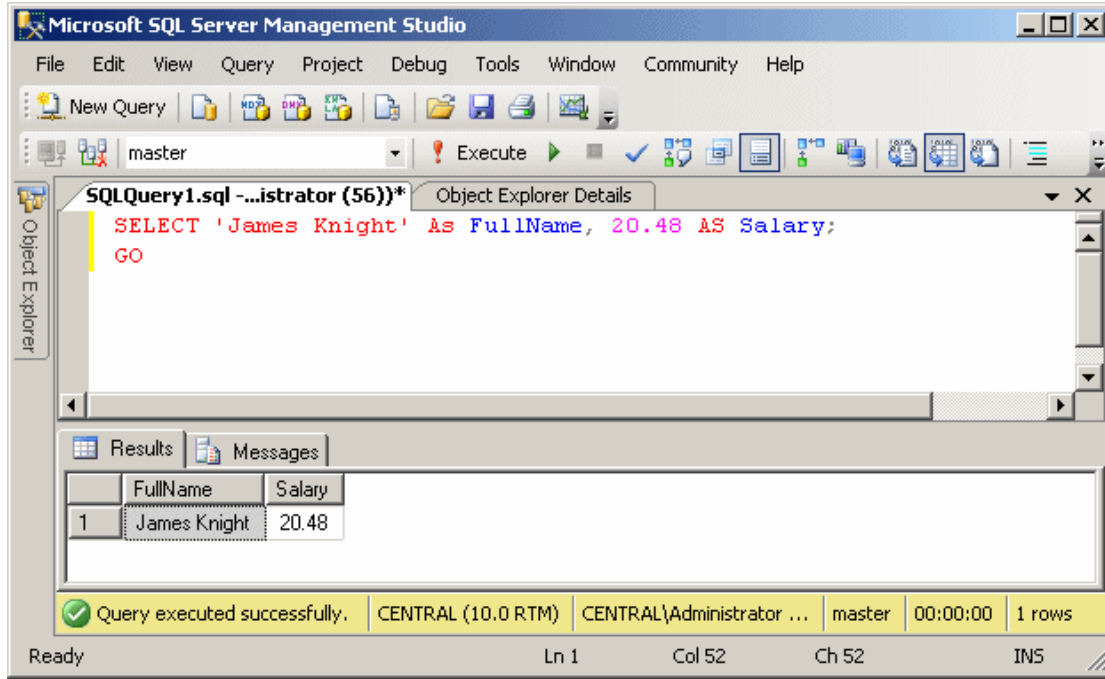 Microsoft SQL Server Management Studio
File Edit View Query Project Debug Tools Window Community Help
New Query
master Execute
SQLQuery1.sql -...istrator (56))* Object Explorer Details
Object Explorer
SELECT 'James Knight' As FullName, 20.48 AS Salary;
GO
Results Messages
FullName Salary
1 James Knight 20.48
Query executed successfully. CENTRAL (10.0 RTM) CENTRAL\Administrator ... master 00:00:00 1 rows
Ready Ln 1 Col 52 Ch 52 INS